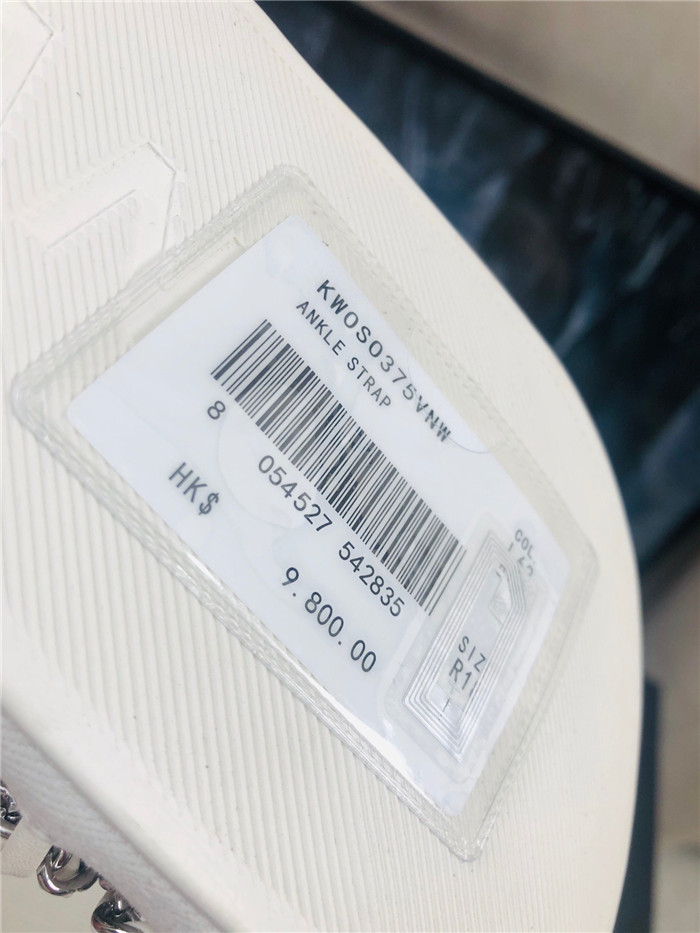 KWOS0375VNW
ANKLE STRAP
8 054527 542835
HK$ 9.800.00
COL
SIZ